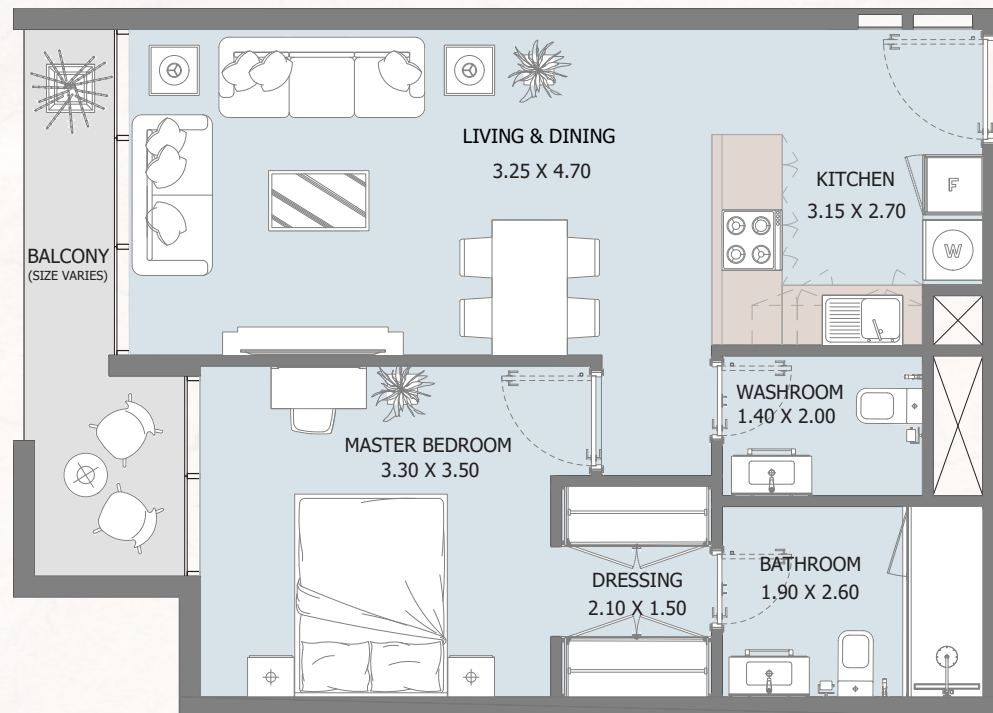 LIVING & DINING
3.25 X 4.70
KITCHEN
3.15 X 2.70
F
W
BALCONY
(SIZE VARIES)
WASHROOM
1.40 X 2.00
MASTER BEDROOM
3.30 X 3.50
DRESSING
2.10 X 1.50
BATHROOM
1.90 X 2.60